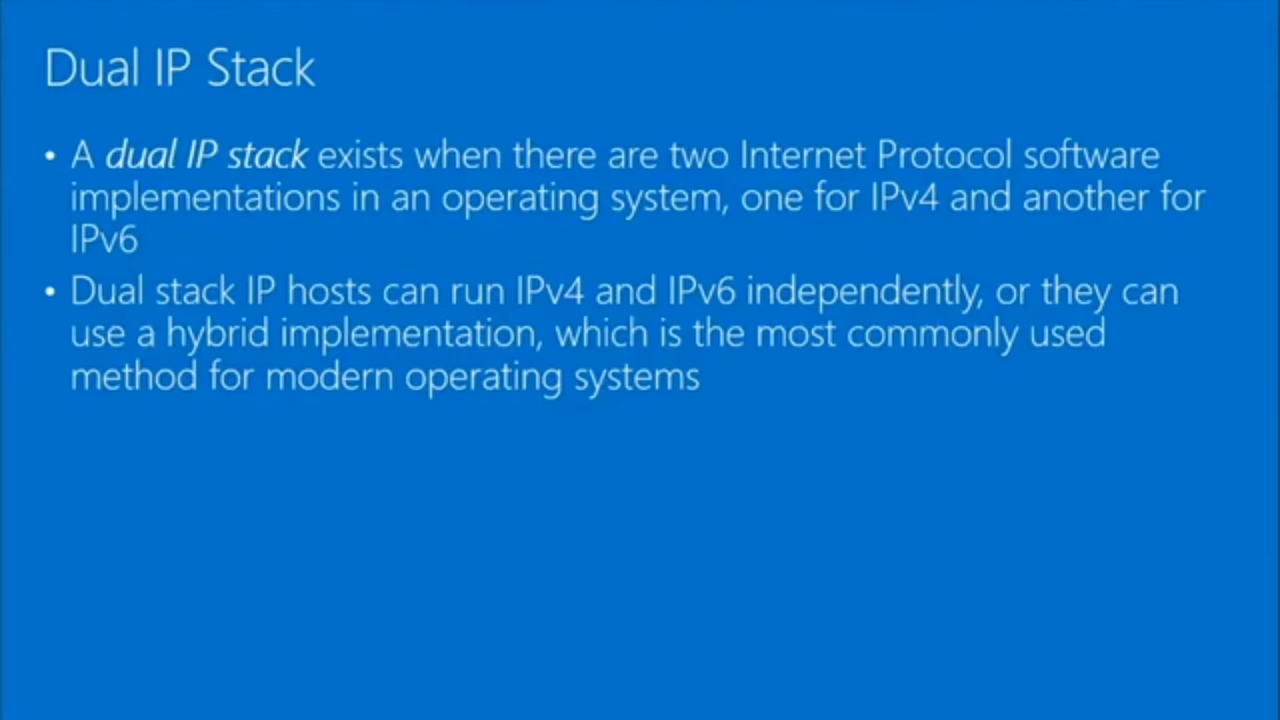 Dual IP Stack
• A dual IP stack exists when there are two Internet Protocol software
implementations in an operating system, one for IPv4 and another for
IPv6
• Dual stack IP hosts can run IPv4 and IPv6 independently, or they can
use a hybrid implementation, which is the most commonly used
method for modern operating systems